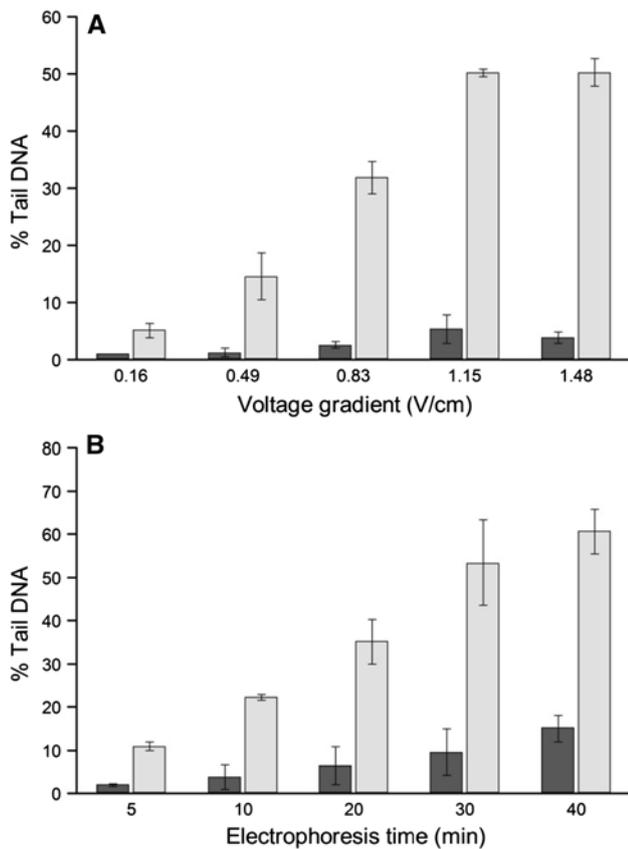 A
60
50
40
30
20
10
0
% Tail DNA
0.16 0.49 0.83 1.15 1.48
Voltage gradient (V/cm)
B
80
70
60
50
40
30
20
10
0
% Tail DNA
5 10 20 30 40
Electrophoresis time (min)